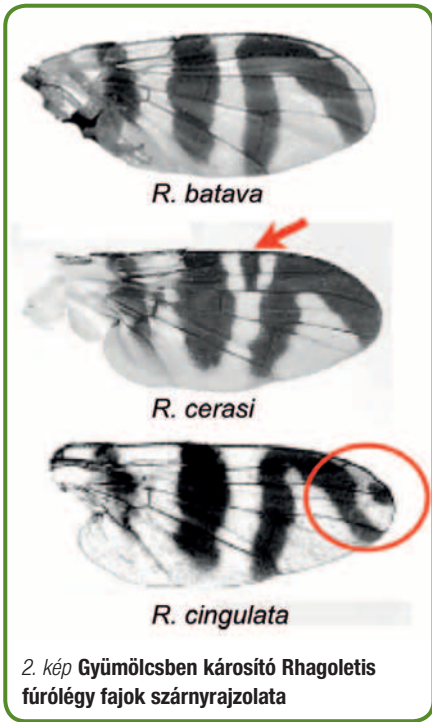 R. batava
R. cerasi
R. cingulata
2. kép Gyümölcsben károsító Rhagoletis
fúrólégy fajok szárnyrajzolata